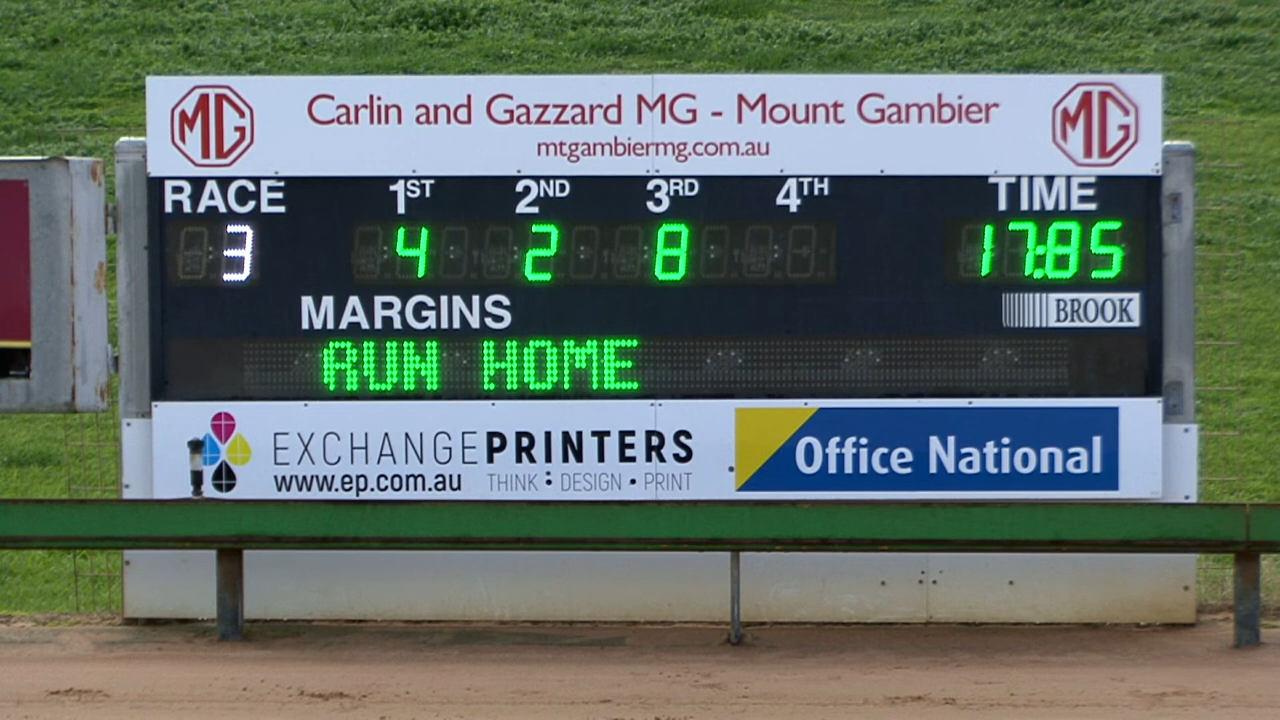 MG Carlin and Gazzard MG - Mount Gambier MG
mtgambiermg.com.au
RACE 1ST 2ND 3RD 4TH TIME
3 4 2 8 17:85
MARGINS
BROOK
RUN HOME
EXCHANGEPRINTERS
www.ep.com.au THINK : DESIGN • PRINT
Office National